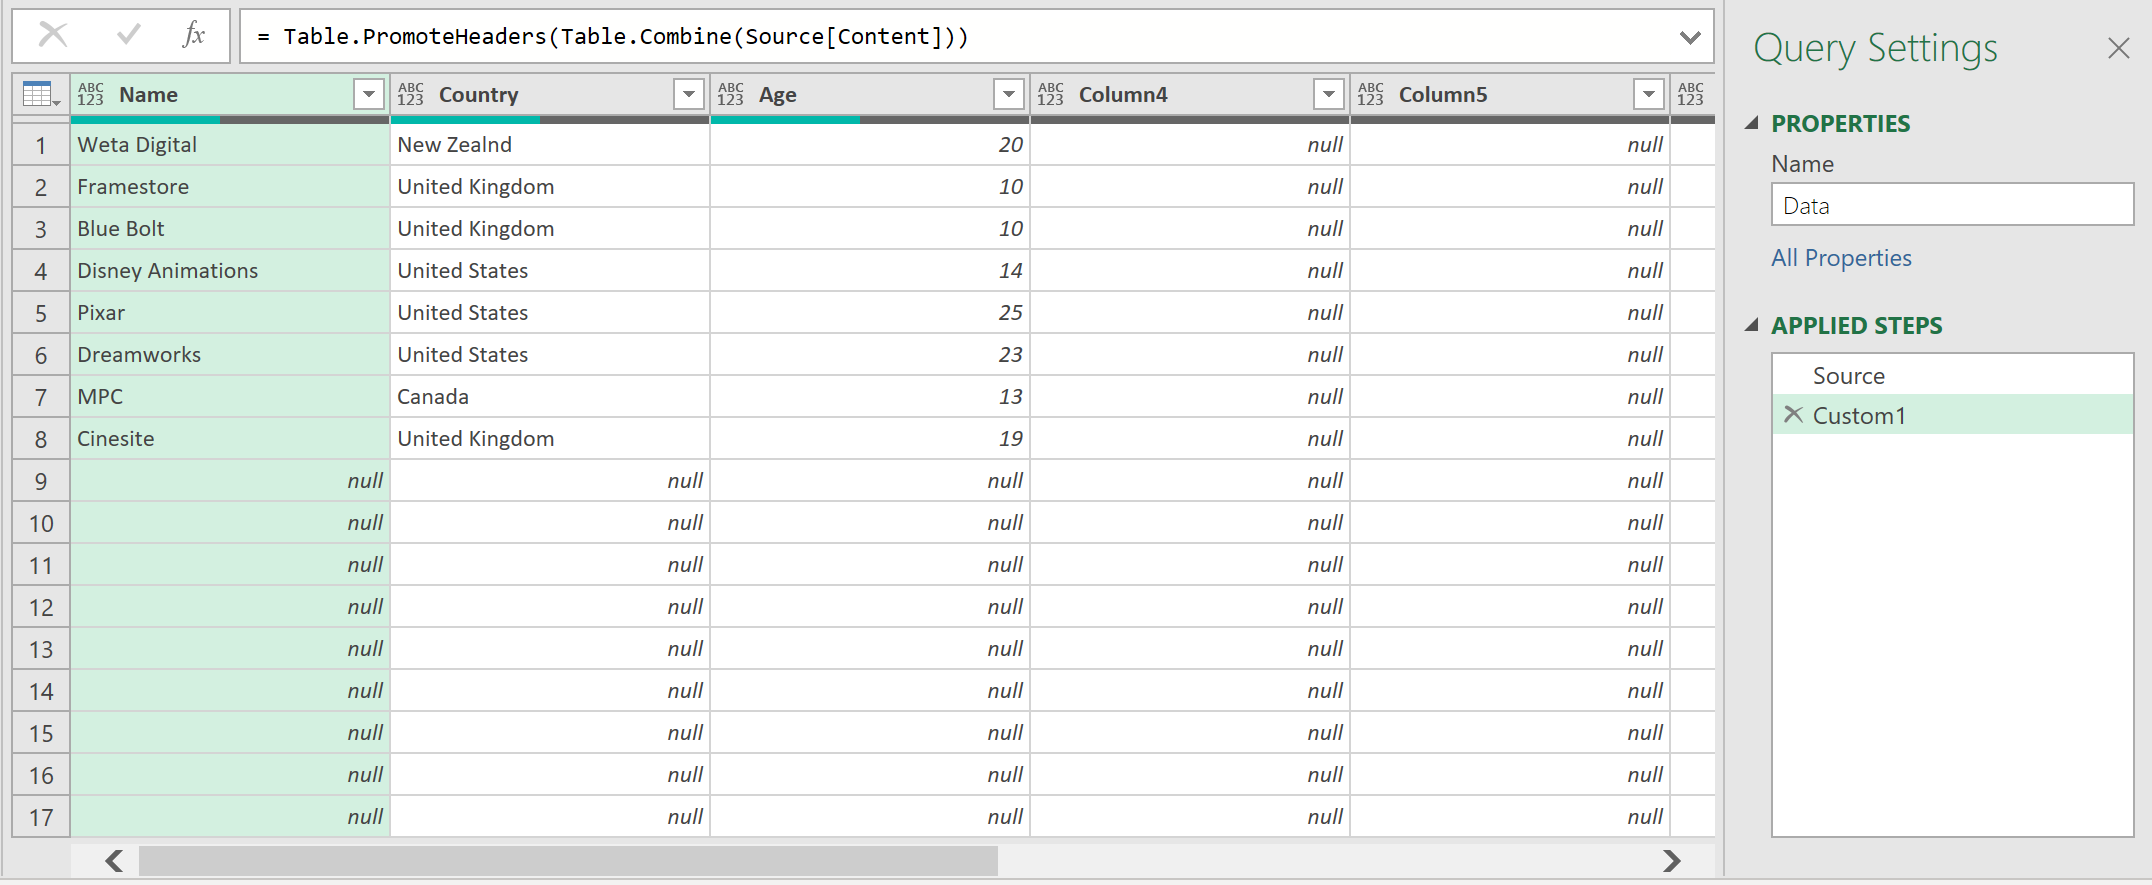 fx = Table.PromoteHeaders(Table.Combine(Source[Content]))
ABC 123 Name ABC 123 Country ABC 123 Age ABC 123 Column4 ABC 123 Column5 ABC 123
1 Weta Digital New Zealnd 20 null null
2 Framestore United Kingdom 10 null null
3 Blue Bolt United Kingdom 10 null null
4 Disney Animations United States 14 null null
5 Pixar United States 25 null null
6 Dreamworks United States 23 null null
7 MPC Canada 13 null null
8 Cinesite United Kingdom 19 null null
9 null null null null null
10 null null null null null
11 null null null null null
12 null null null null null
13 null null null null null
14 null null null null null
15 null null null null null
16 null null null null null
17 null null null null null
Query Settings
PROPERTIES
Name
Data
All Properties
APPLIED STEPS
Source
Custom1